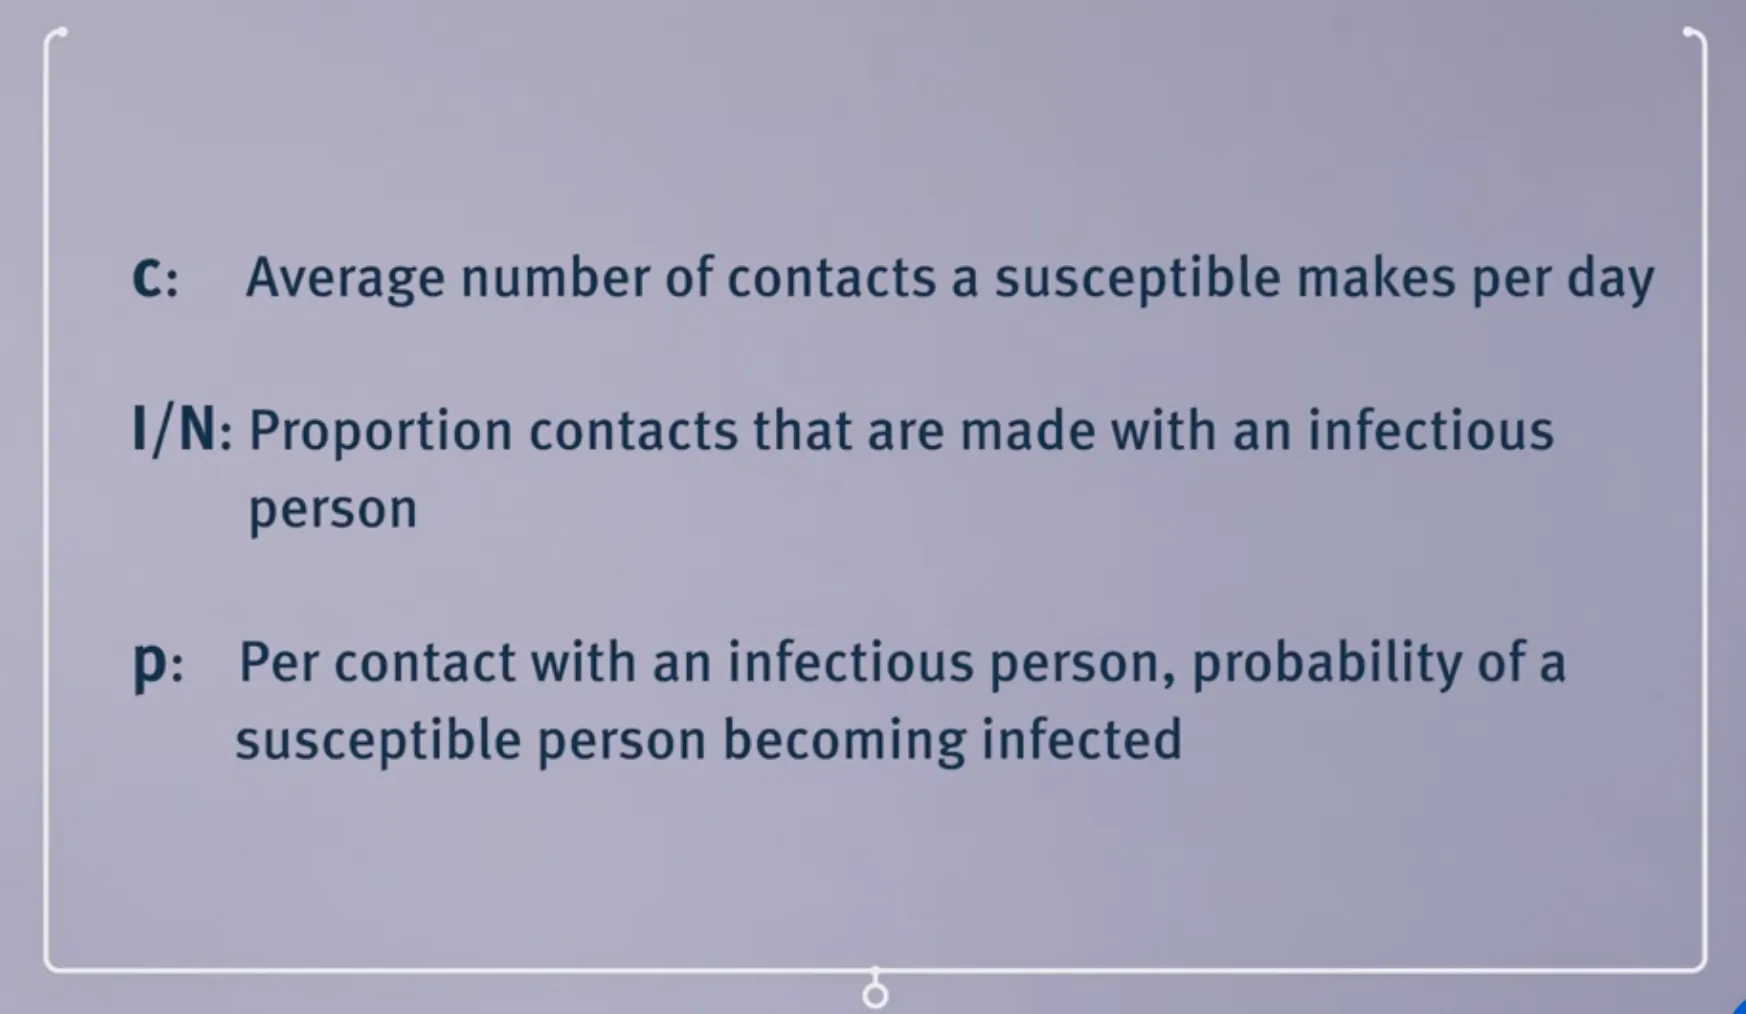 c: Average number of contacts a susceptible makes per day
I/N: Proportion contacts that are made with an infectious
person
p: Per contact with an infectious person, probability of a
susceptible person becoming infected